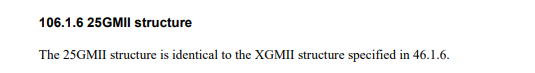 106.1.6 25GMII structure
The 25GMII structure is identical to the XGMII structure specified in 46.1.6.